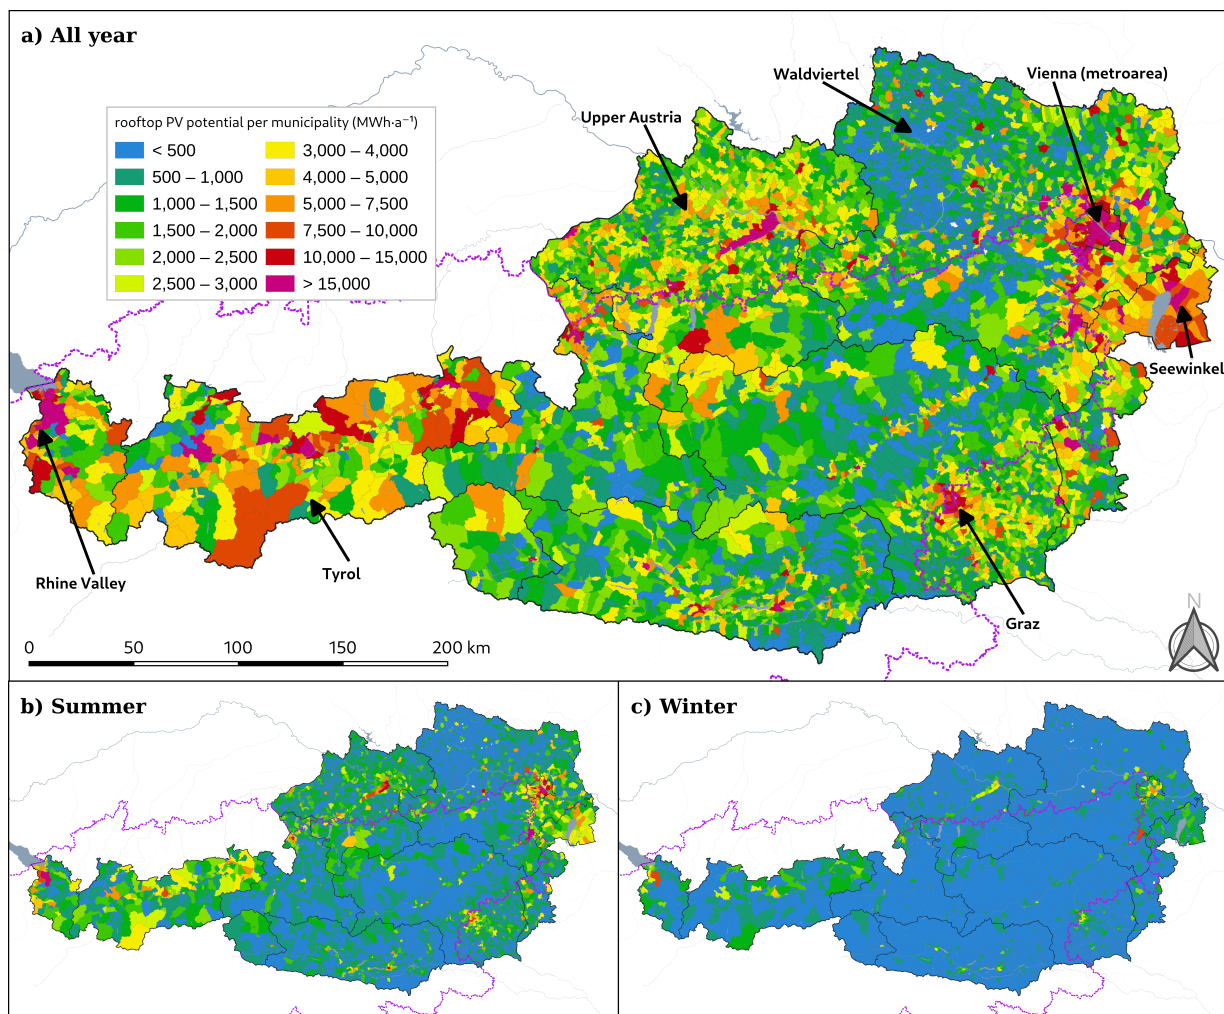 a) All year
Waldviertel
Vienna (metroarea)
Upper Austria
rooftop PV potential per municipality (MWh·a⁻¹)
< 500
3,000 – 4,000
500 – 1,000
4,000 – 5,000
1,000 – 1,500
5,000 – 7,500
1,500 – 2,000
7,500 – 10,000
2,000 – 2,500
10,000 – 15,000
2,500 – 3,000
> 15,000
Seewinkel
Rhine Valley
Tyrol
Graz
N
0 50 100 150 200 km
b) Summer
c) Winter